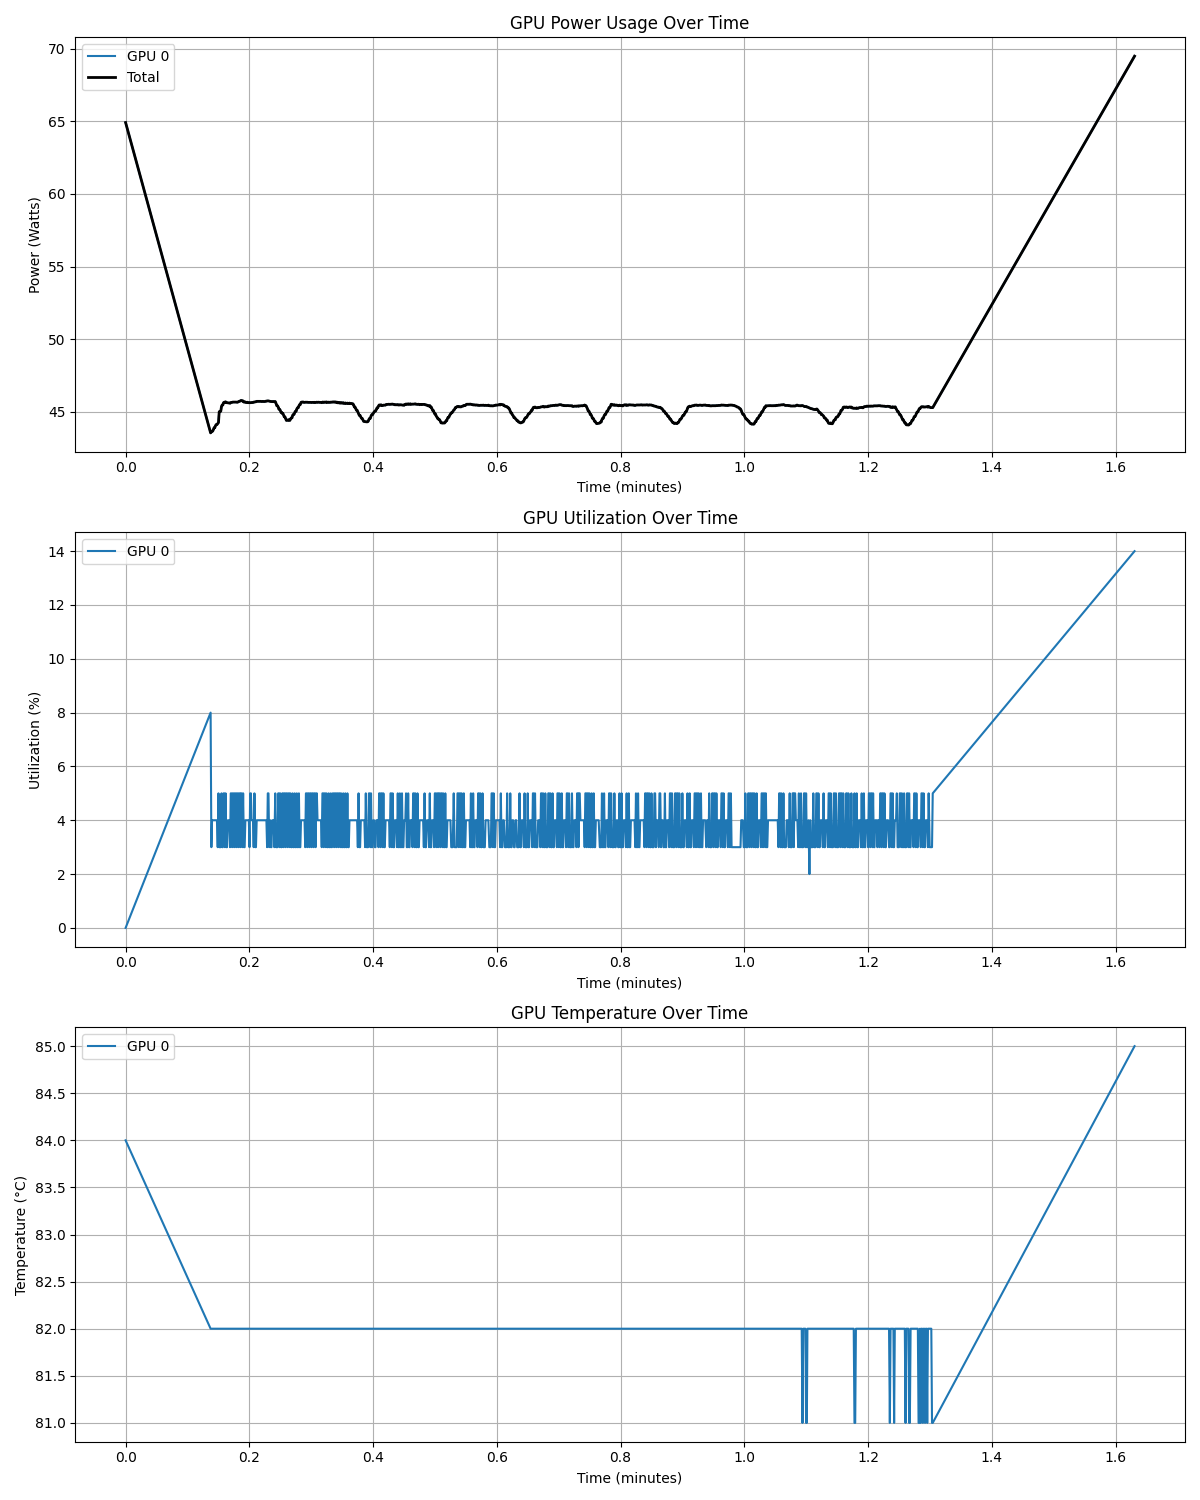 GPU Power Usage Over Time
GPU 0
Total
70
65
60
55
50
45
Power (Watts)
0.0 0.2 0.4 0.6 0.8 1.0 1.2 1.4 1.6
Time (minutes)
GPU Utilization Over Time
GPU 0
14
12
10
8
6
4
2
0
Utilization (%)
0.0 0.2 0.4 0.6 0.8 1.0 1.2 1.4 1.6
Time (minutes)
GPU Temperature Over Time
GPU 0
85.0
84.5
84.0
83.5
83.0
82.5
82.0
81.5
81.0
Temperature (°C)
0.0 0.2 0.4 0.6 0.8 1.0 1.2 1.4 1.6
Time (minutes)